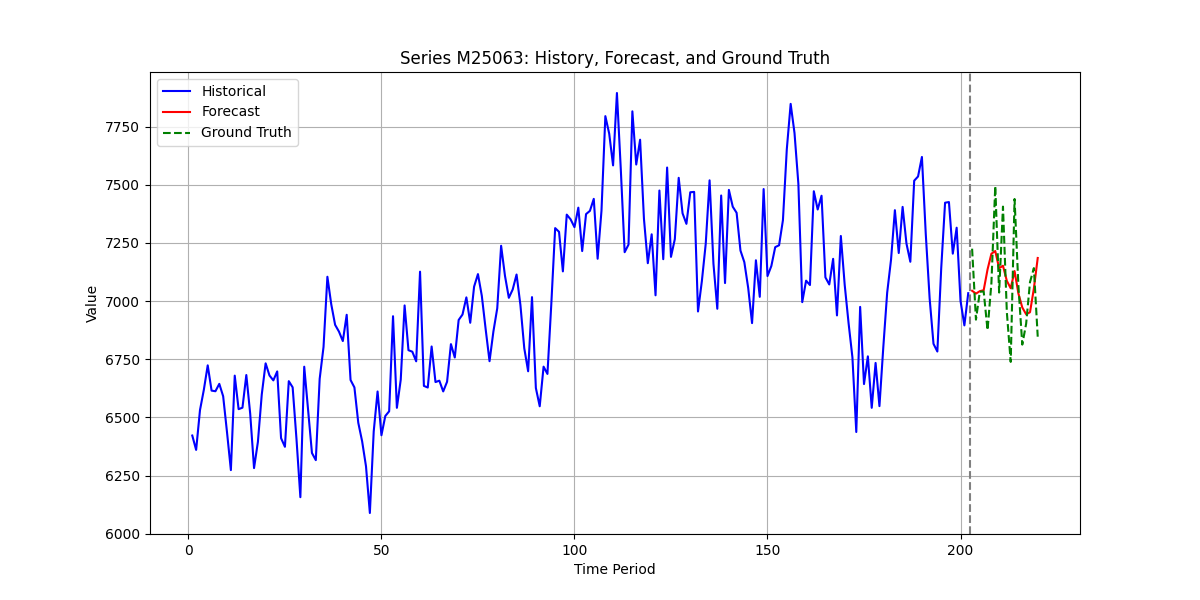 Series M25063: History, Forecast, and Ground Truth
Historical
Forecast
Ground Truth
Value
7750
7500
7250
7000
6750
6500
6250
6000
0 50 100 150 200
Time Period